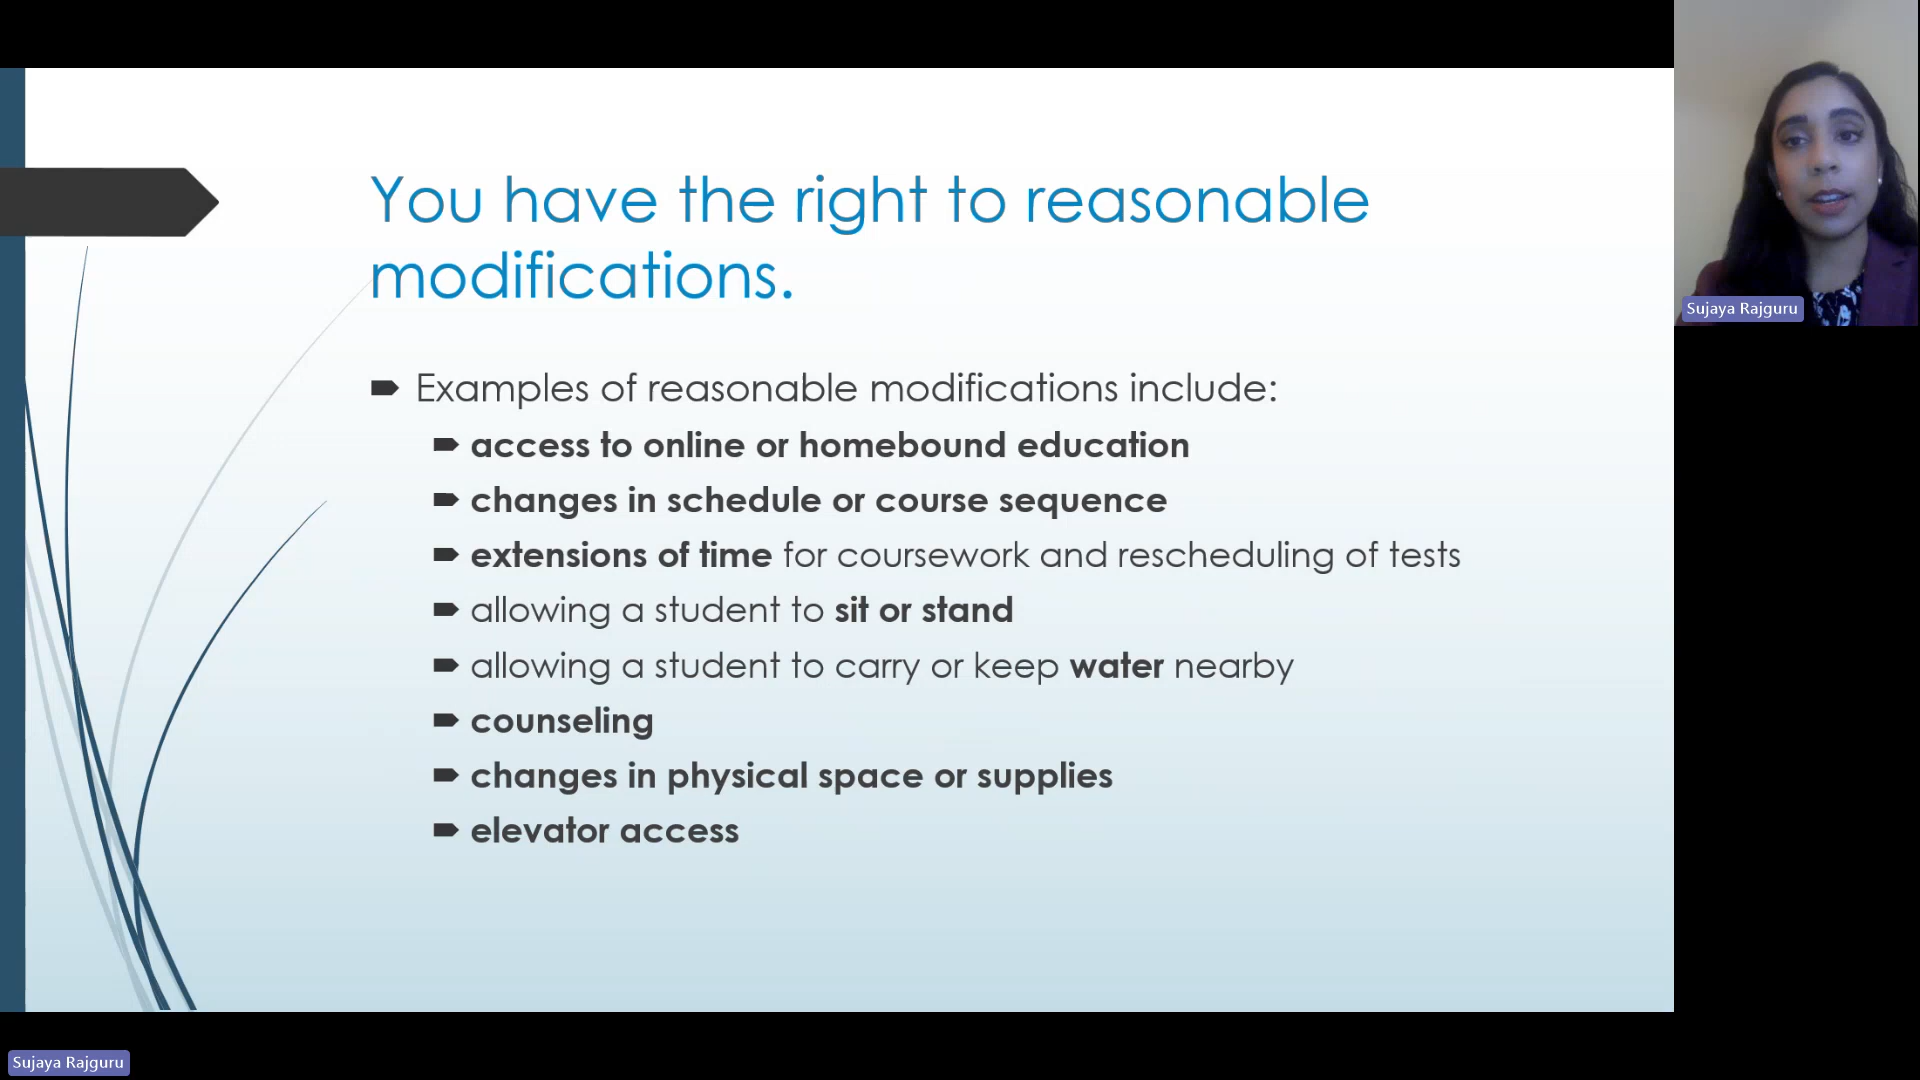 You have the right to reasonable
modifications.
Examples of reasonable modifications include:
access to online or homebound education
changes in schedule or course sequence
extensions of time for coursework and rescheduling of tests
allowing a student to sit or stand
allowing a student to carry or keep water nearby
counseling
changes in physical space or supplies
elevator access
Sujaya Rajguru
Sujaya Rajguru